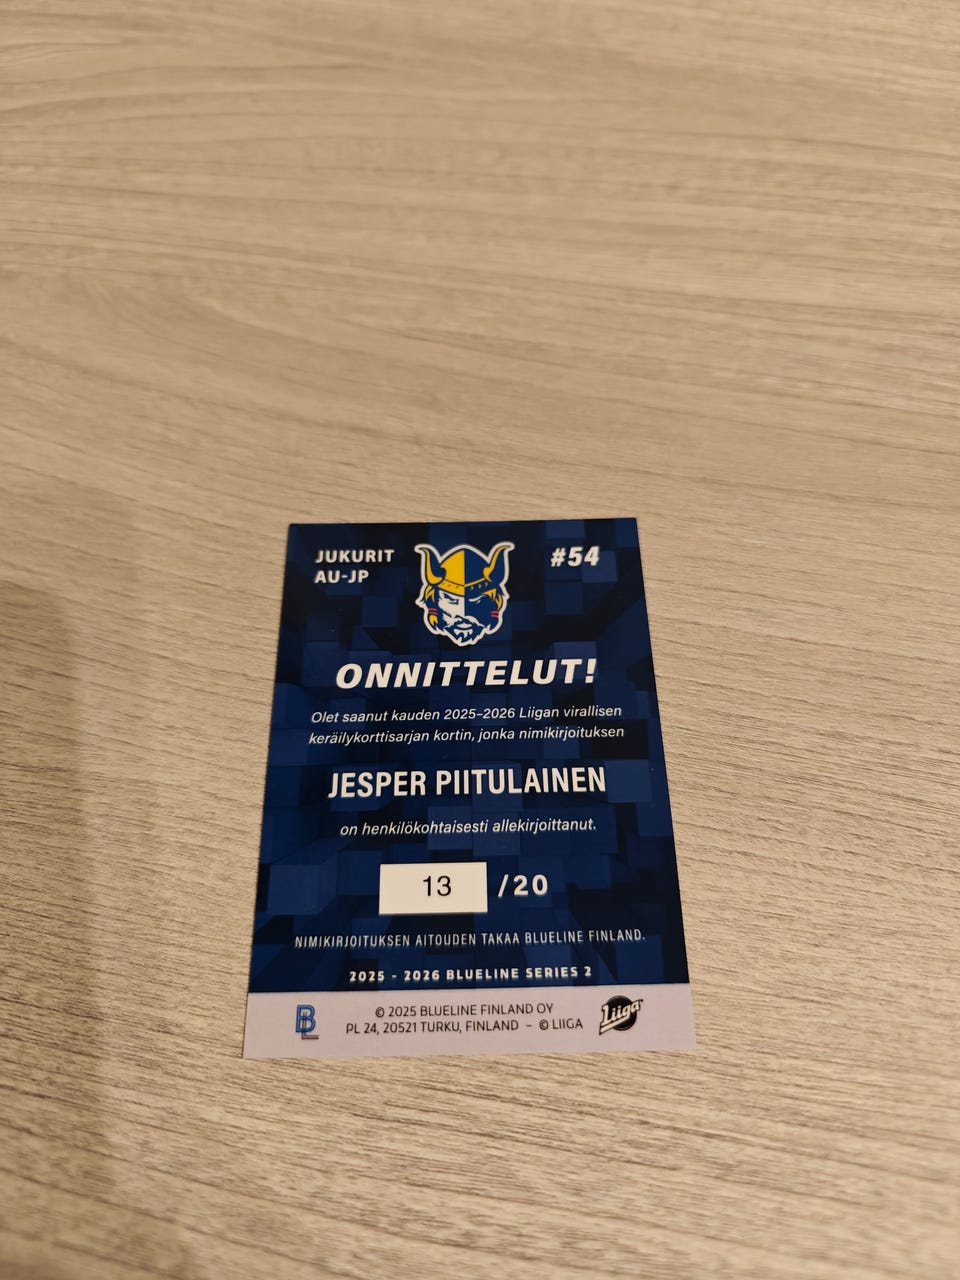 JUKURIT
AU-JP
#54
ONNITTELUT!
Olet saanut kauden 2025–2026 Liigan virallisen
keräilykorttisarjan kortin, jonka nimikirjoituksen
JESPER PIITULAINEN
on henkilökohtaisesti allekirjoittanut.
13 /20
NIMIKIRJOITUKSEN AITOUDEN TAKAA BLUELINE FINLAND.
2025 - 2026 BLUELINE SERIES 2
BL
© 2025 BLUELINE FINLAND OY
PL 24, 20521 TURKU, FINLAND – © LIIGA
Liiga